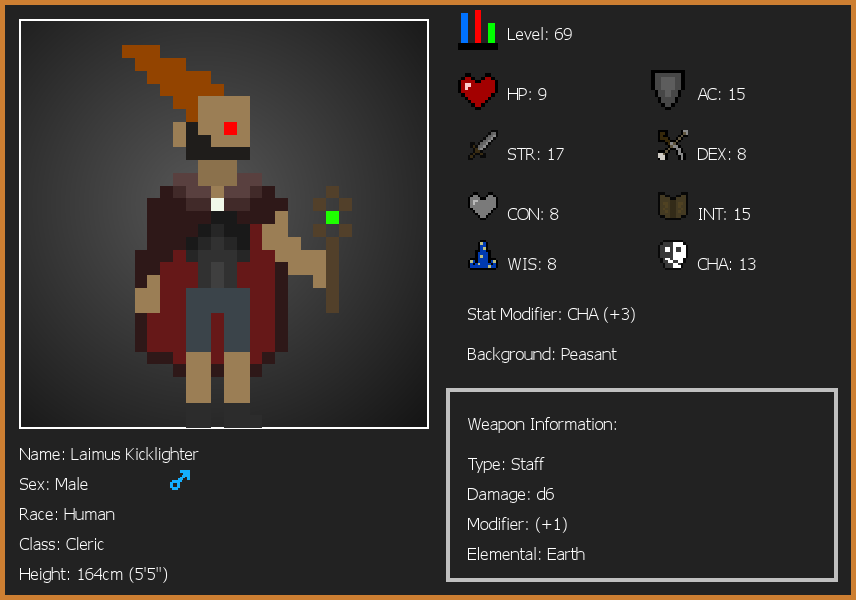 Level: 69
HP: 9
AC: 15
STR: 17
DEX: 8
CON: 8
INT: 15
WIS: 8
CHA: 13
Stat Modifier: CHA (+3)
Background: Peasant
Weapon Information:
Type: Staff
Damage: d6
Modifier: (+1)
Elemental: Earth
Name: Laimus Kicklighter
Sex: Male
Race: Human
Class: Cleric
Height: 164cm (5'5")